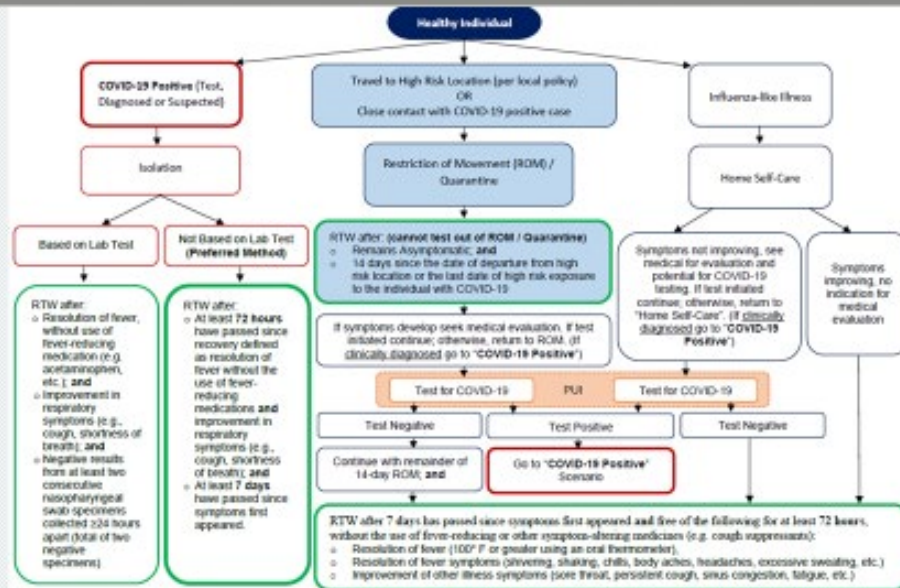 Healthy Individual
COVID-19 Positive (Test,
Diagnosed or Suspected)
Travel to High Risk Location (per local policy)
OR
Close contact with COVID-19 positive case
Influenza-like Illness
Isolation
Restriction of Movement (ROM) /
Quarantine
Home Self-Care
Based on Lab Test
Not Based on Lab Test
(Preferred Method)
RTW after:
o Resolution of fever,
without use of
fever-reducing
medication (e.g.
acetaminophen,
etc.); and
o Improvement in
respiratory
symptoms (e.g.,
cough, shortness of
breath); and
o Negative results
from at least two
consecutive
nasopharyngeal
swab specimens
collected ≥24 hours
apart (total of two
negative
specimens)
RTW after:
o At least 72 hours
have passed since
recovery defined
as resolution of
fever without the
use of fever-
reducing
medications and
improvement in
respiratory
symptoms (e.g.,
cough, shortness
of breath); and
o At least 7 days
have passed since
symptoms first
appeared.
RTW after: (cannot test out of ROM / Quarantine)
o Remains Asymptomatic; and
o 14 days since the date of departure from high
risk location or the last date of high risk exposure
to the individual with COVID-19
If symptoms develop seek medical evaluation. If test
initiated continue; otherwise, return to ROM. (If
clinically diagnosed go to "COVID-19 Positive")
Symptoms not improving, see
medical for evaluation and
potential for COVID-19
testing. If test initiated
continue; otherwise, return to
"Home Self-Care". (If clinically
diagnosed go to "COVID-19
Positive")
Symptoms
improving, no
indication for
medical
evaluation
Test for COVID-19
PUI
Test for COVID-19
Test Negative
Test Positive
Test Negative
Continue with remainder of
14-day ROM; and
Go to "COVID-19 Positive"
Scenario
RTW after 7 days has passed since symptoms first appeared and free of the following for at least 72 hours,
without the use of fever-reducing or other symptom-altering medicines (e.g. cough suppressants):
o Resolution of fever (100° F or greater using an oral thermometer),
o Resolution of fever symptoms (shivering, shaking, chills, body aches, headaches, excessive sweating, etc.)
o Improvement of other illness symptoms (sore throat, persistent cough, sinus congestion, fatigue, etc.)